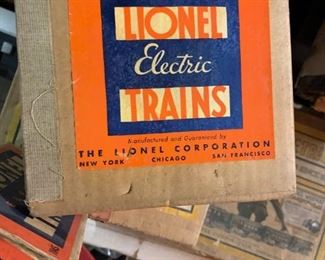 LIONEL
Electric
TRAINS
Manufactured and Guaranteed by
THE LIONEL CORPORATION
NEW YORK CHICAGO SAN FRANCISCO